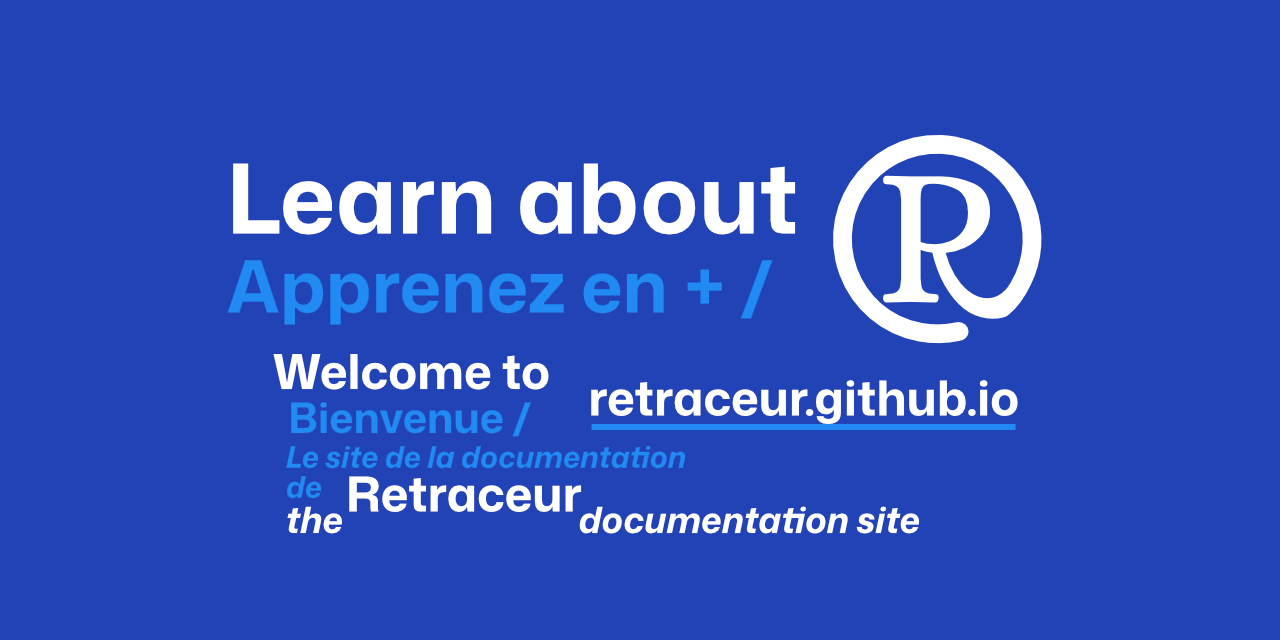 Learn about
Apprenez en + /
R
Welcome to
Bienvenue /
retraceur.github.io
Le site de la documentation
de Retraceur
the documentation site